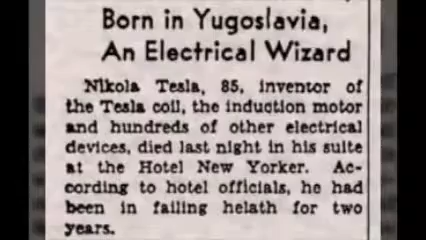 Born in Yugoslavia,
An Electrical Wizard
Nikola Tesla, 85, inventor of
the Tesla coil, the induction motor
and hundreds of other electrical
devices, died last night in his suite
at the Hotel New Yorker. Ac-
cording to hotel officials, he had
been in failing helath for two
years.